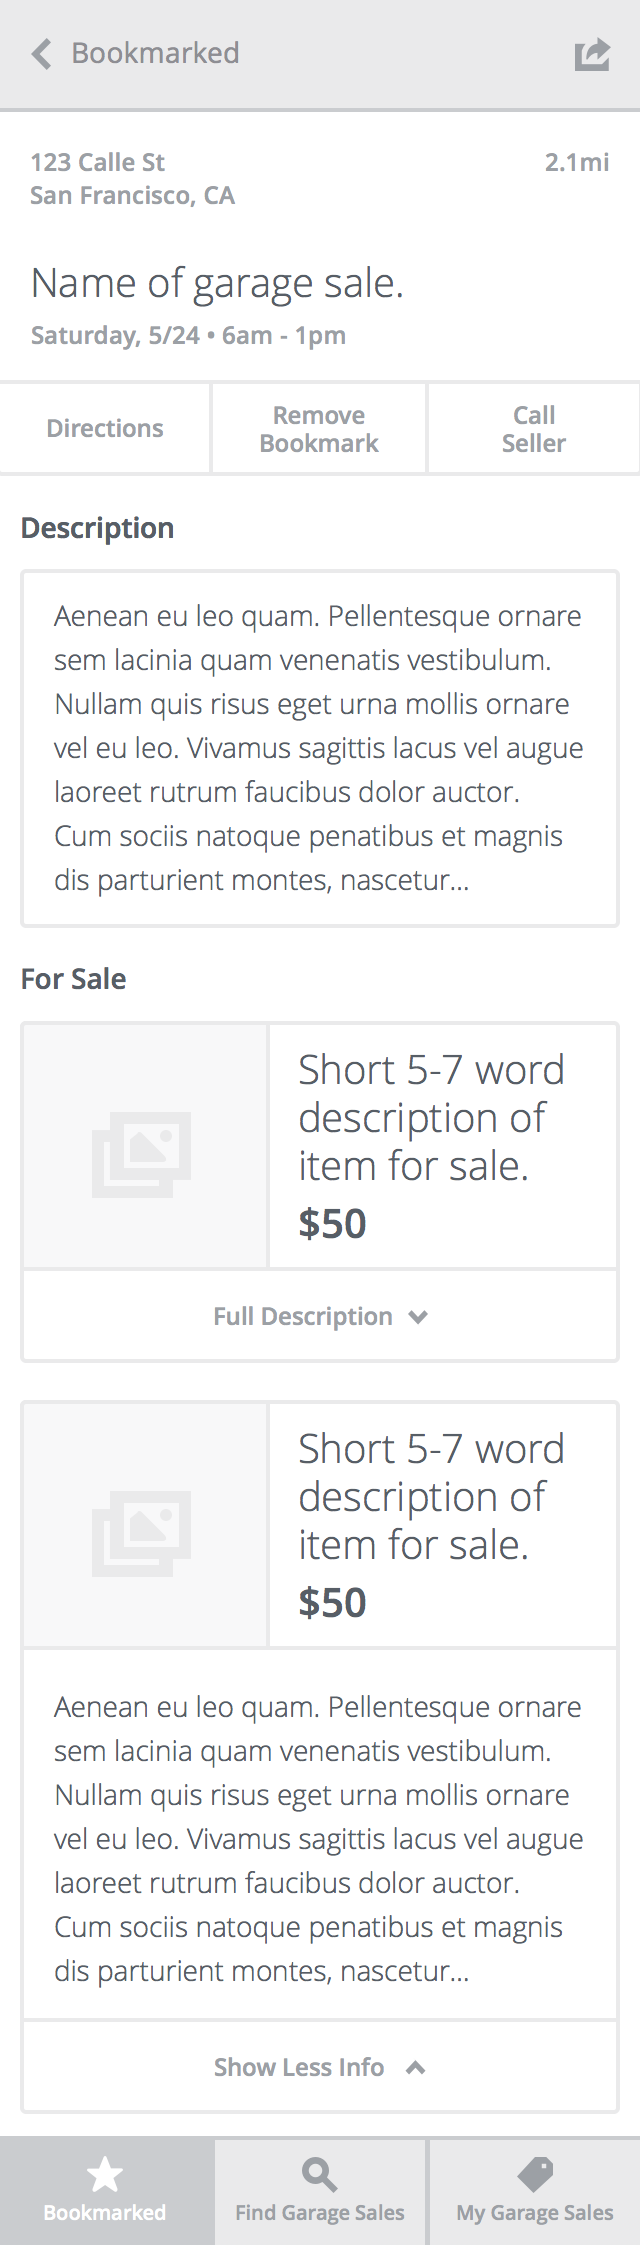 Bookmarked
123 Calle St
2.1mi
San Francisco, CA
Name of garage sale.
Saturday, 5/24 • 6am - 1pm
Directions
Remove
Bookmark
Call
Seller
Description
Aenean eu leo quam. Pellentesque ornare
sem lacinia quam venenatis vestibulum.
Nullam quis risus eget urna mollis ornare
vel eu leo. Vivamus sagittis lacus vel augue
laoreet rutrum faucibus dolor auctor.
Cum sociis natoque penatibus et magnis
dis parturient montes, nascetur...
For Sale
Short 5-7 word
description of
item for sale.
$50
Full Description
Short 5-7 word
description of
item for sale.
$50
Aenean eu leo quam. Pellentesque ornare
sem lacinia quam venenatis vestibulum.
Nullam quis risus eget urna mollis ornare
vel eu leo. Vivamus sagittis lacus vel augue
laoreet rutrum faucibus dolor auctor.
Cum sociis natoque penatibus et magnis
dis parturient montes, nascetur...
Show Less Info
Bookmarked
Find Garage Sales
My Garage Sales